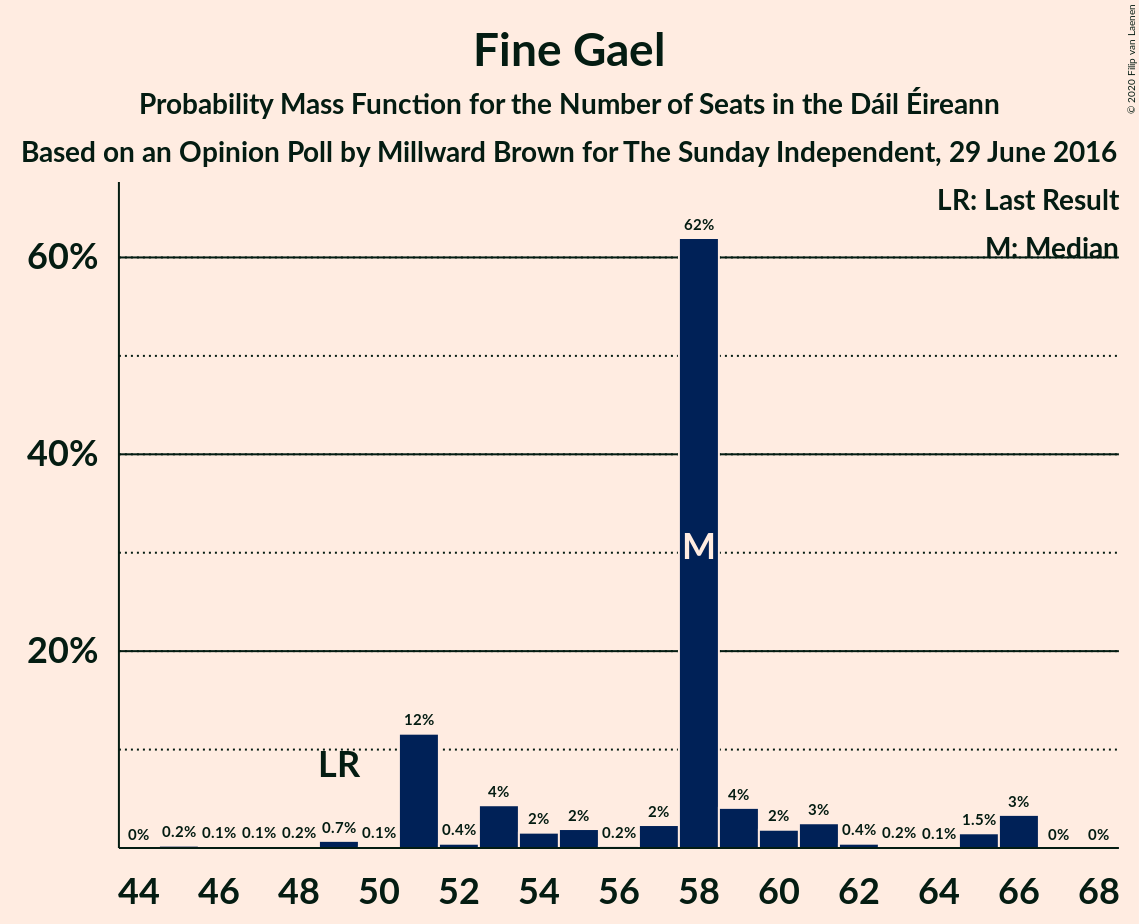 Fine Gael
Probability Mass Function for the Number of Seats in the Dáil Éireann
Based on an Opinion Poll by Millward Brown for The Sunday Independent, 29 June 2016
© 2020 Filip van Laenen
LR: Last Result
M: Median
60%
40%
20%
0% 0.2% 0.1% 0.1% 0.2% 0.7% 0.1% 12% 0.4% 4% 2% 2% 0.2% 2% 62% 4% 2% 3% 0.4% 0.2% 0.1% 1.5% 3% 0% 0%
LR
M
44 46 48 50 52 54 56 58 60 62 64 66 68